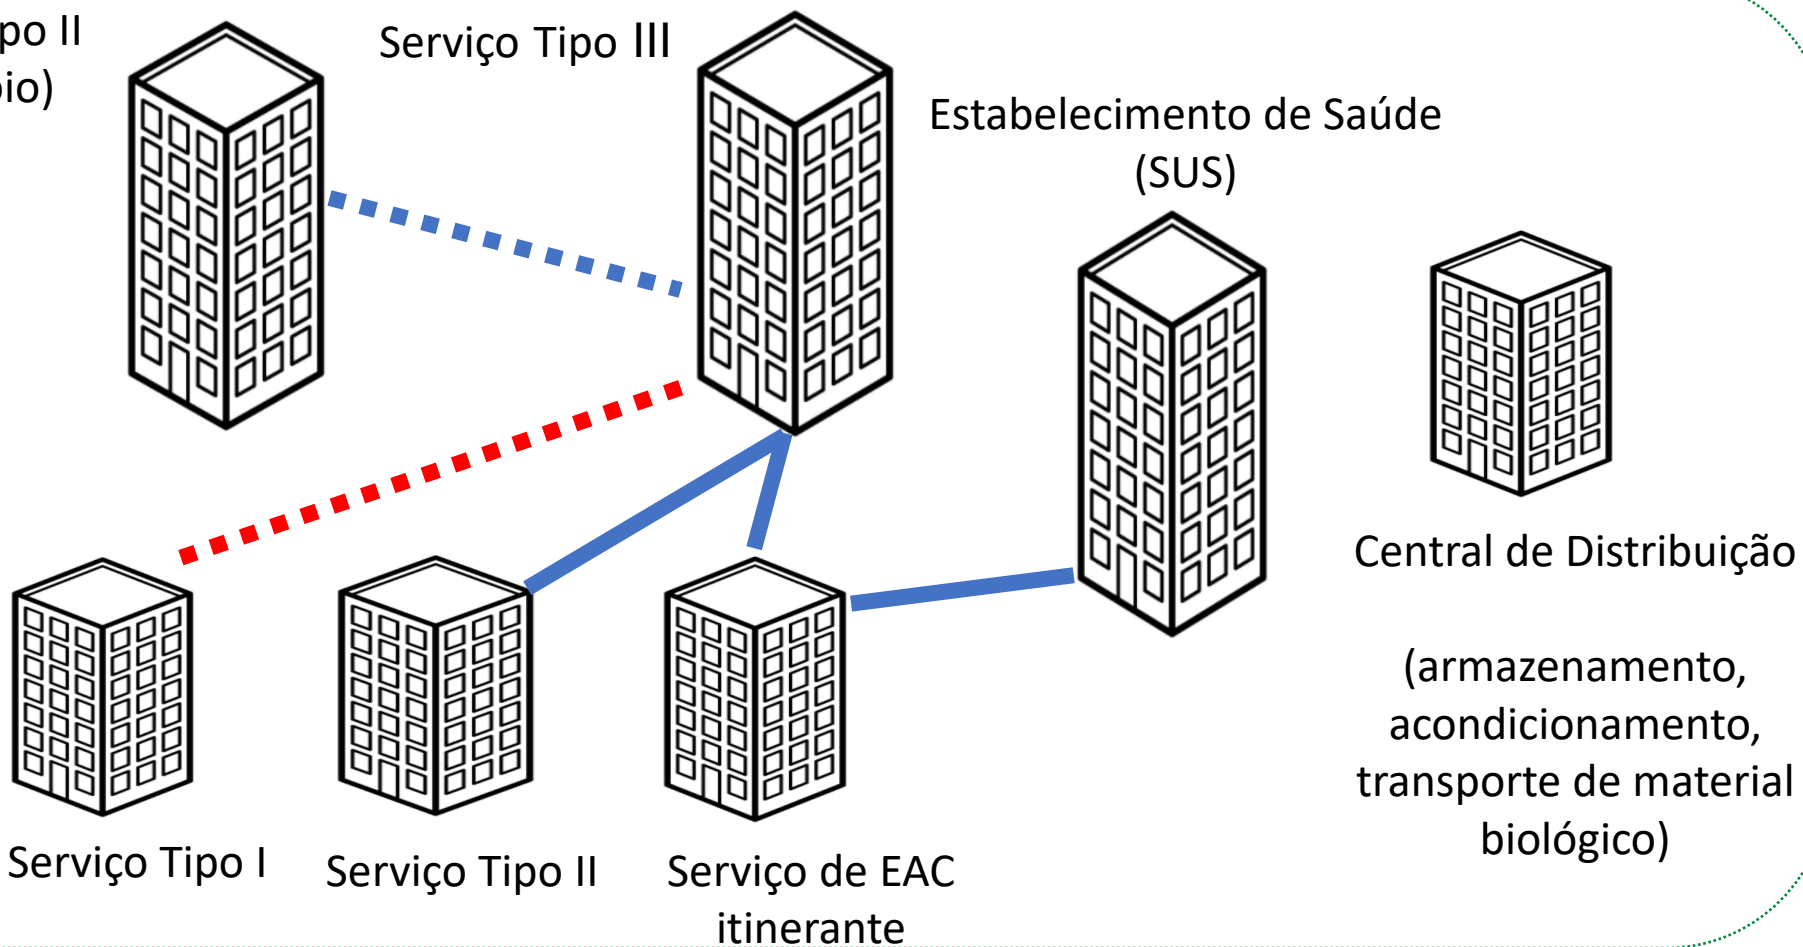 po II
io)
Serviço Tipo III
Estabelecimento de Saúde
(SUS)
Central de Distribuição
(armazenamento,
acondicionamento,
transporte de material
biológico)
Serviço Tipo I
Serviço Tipo II
Serviço de EAC
itinerante